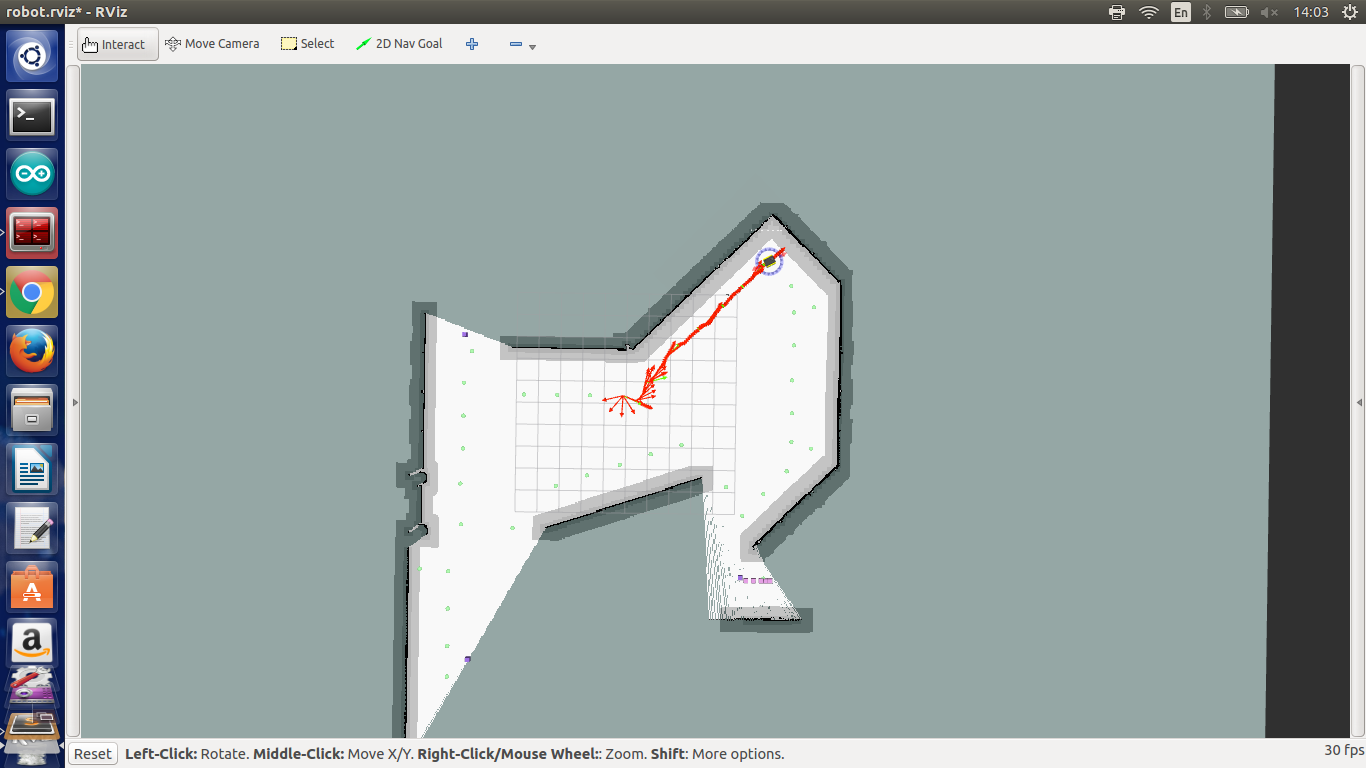 robot.rviz* - RViz
En
14:03
Interact
Move Camera
Select
2D Nav Goal
Reset
Left-Click: Rotate. Middle-Click: Move X/Y. Right-Click/Mouse Wheel:: Zoom. Shift: More options.
30 fps